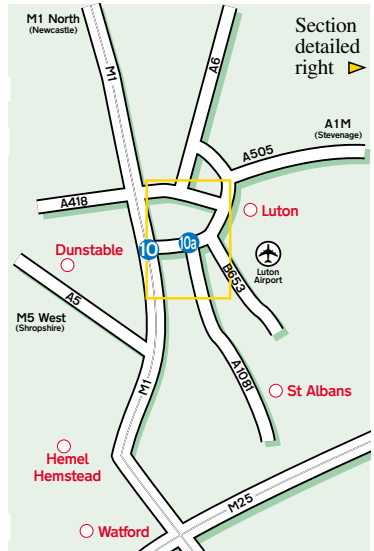 M1 North
(Newcastle)
Section
detailed
right
M1
A6
A1M
(Stevenage)
A505
A418
Luton
10
10a
Dunstable
Luton
Airport
B653
A5
M5 West
(Shropshire)
M1
A1081
St Albans
Hemel
Hemstead
M25
Watford